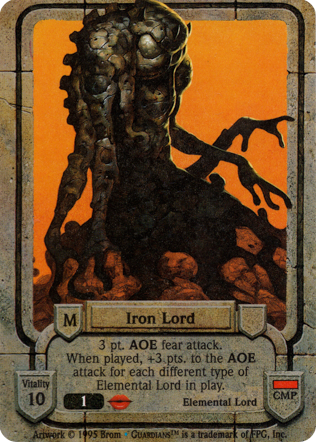 M
Iron Lord
3 pt. AOE fear attack.
When played, +3 pts. to the AOE
attack for each different type of
Elemental Lord in play.
Vitality
10
1
Elemental Lord
CMP
Artwork © 1995 Brom GUARDIANS™ is a trademark of FPG, Inc.